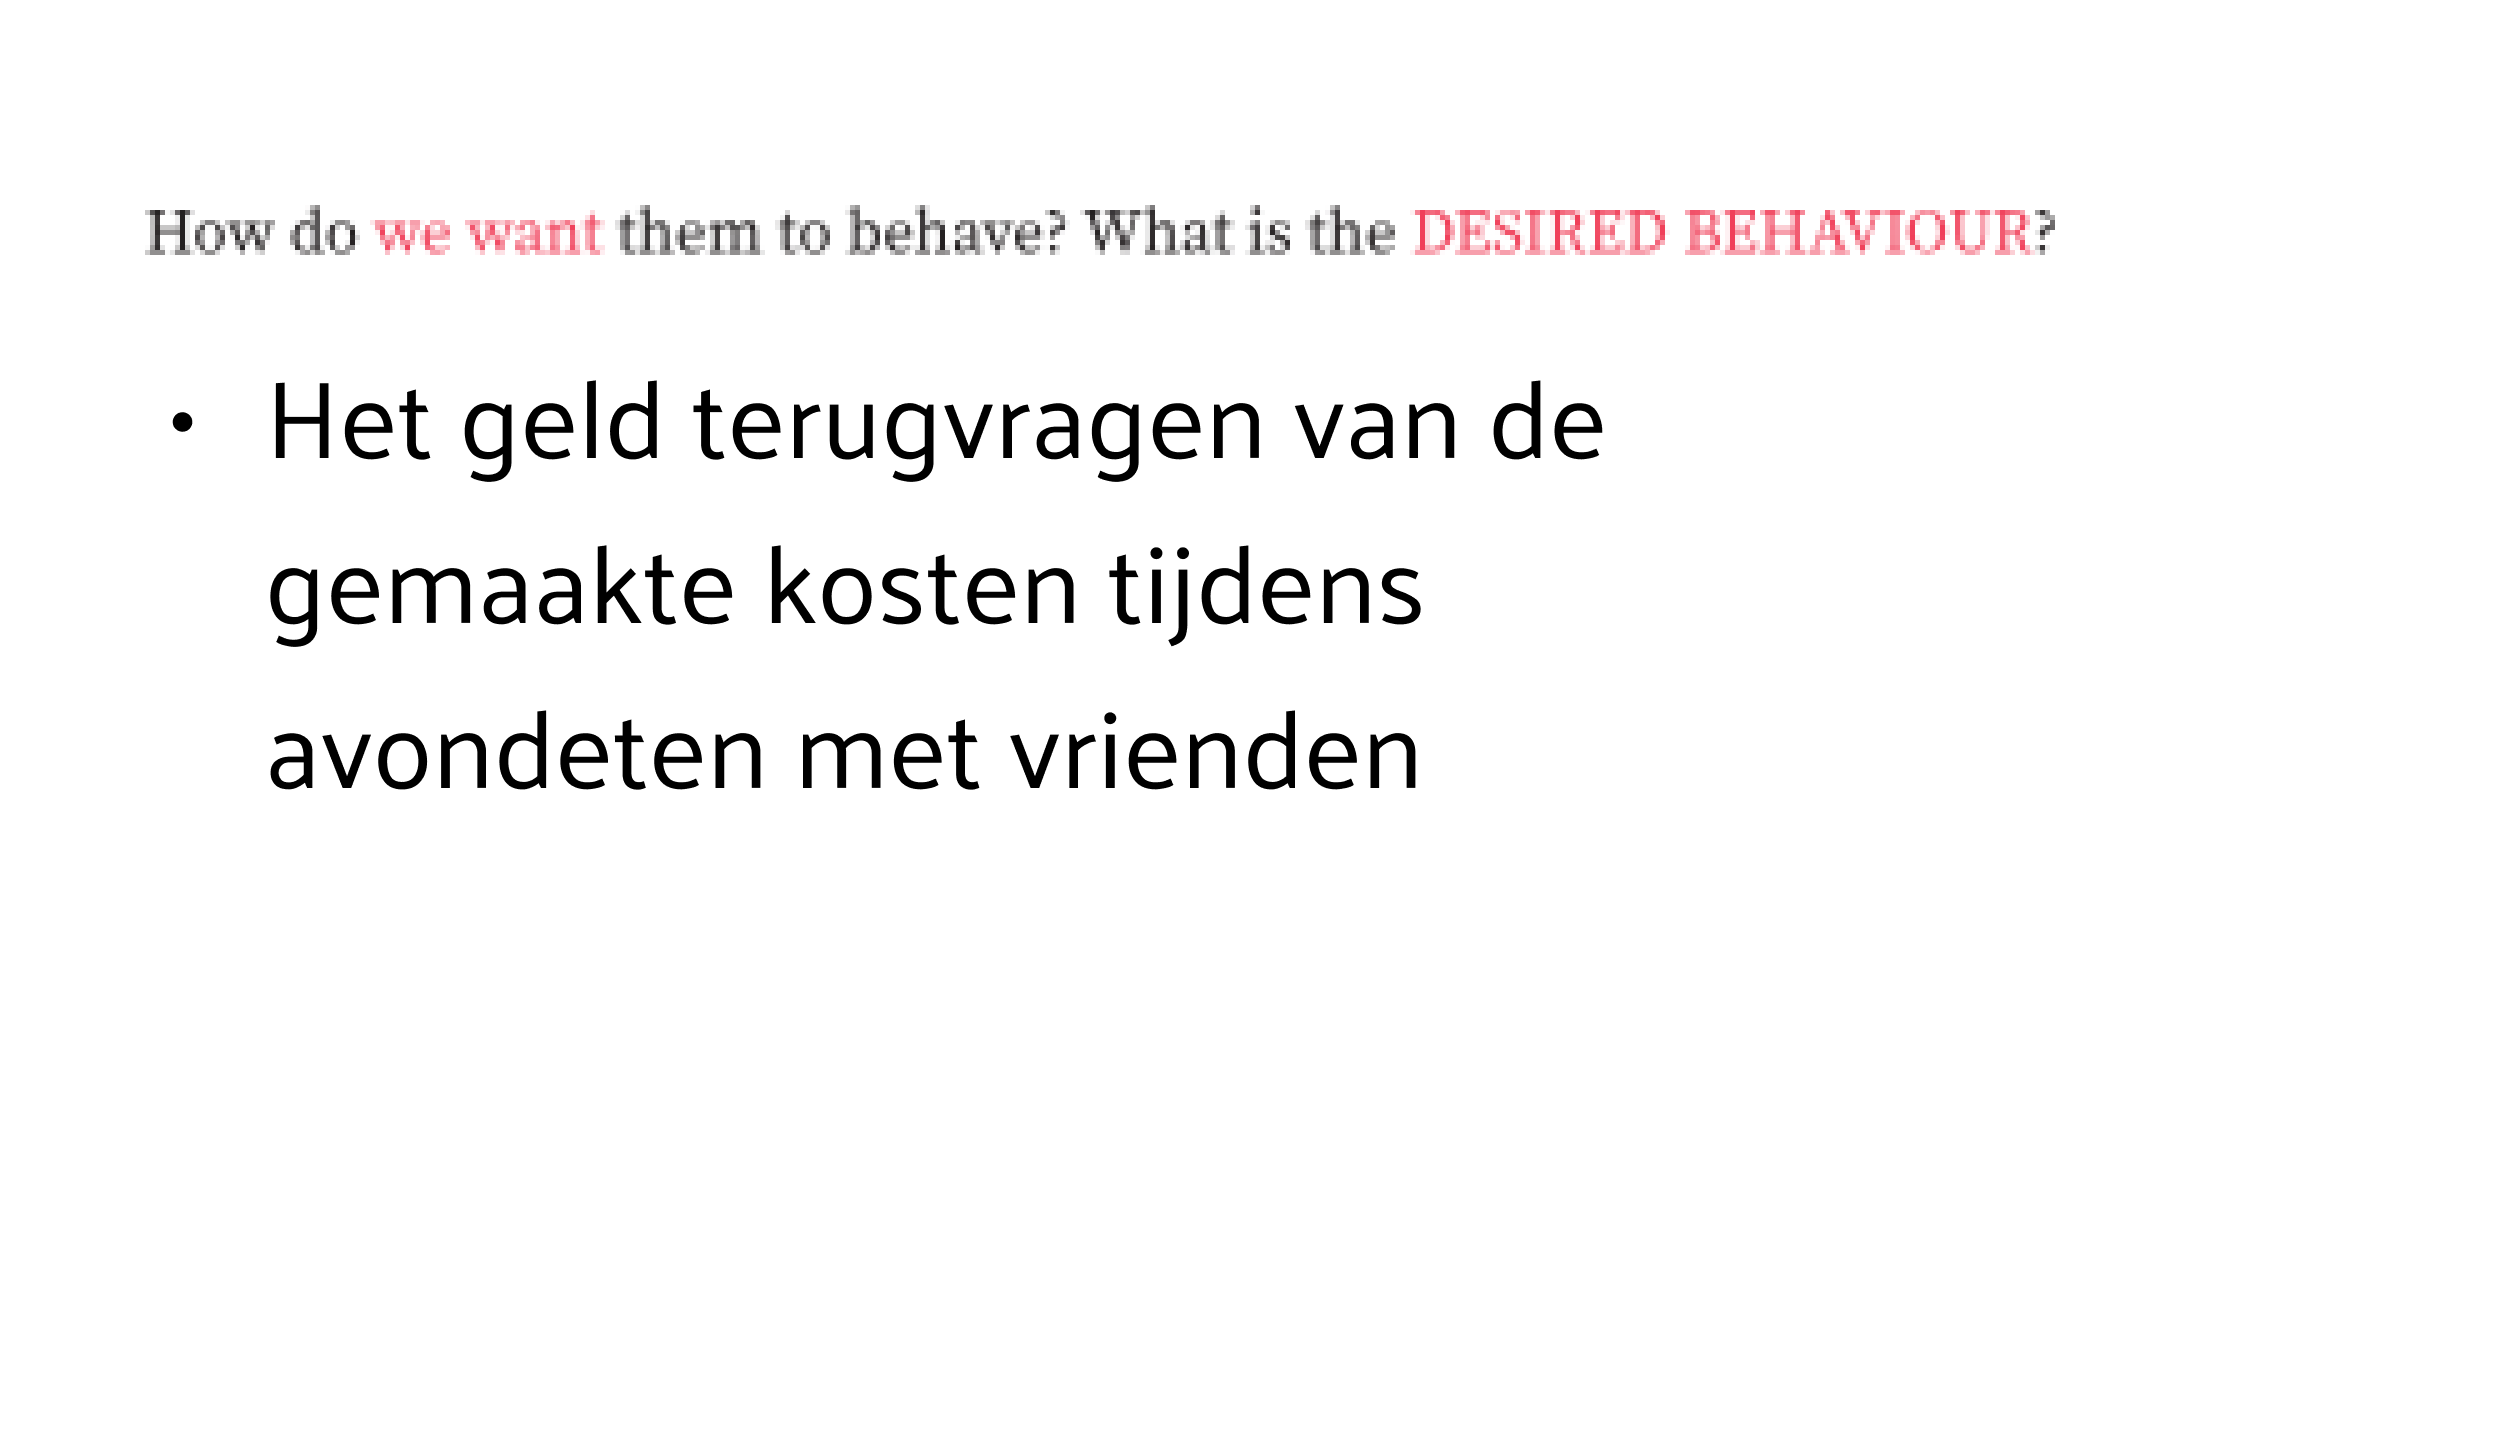 How do we want them to behave? What is the DESIRED BEHAVIOUR?
• Het geld terugvragen van de
gemaakte kosten tijdens
avondeten met vrienden